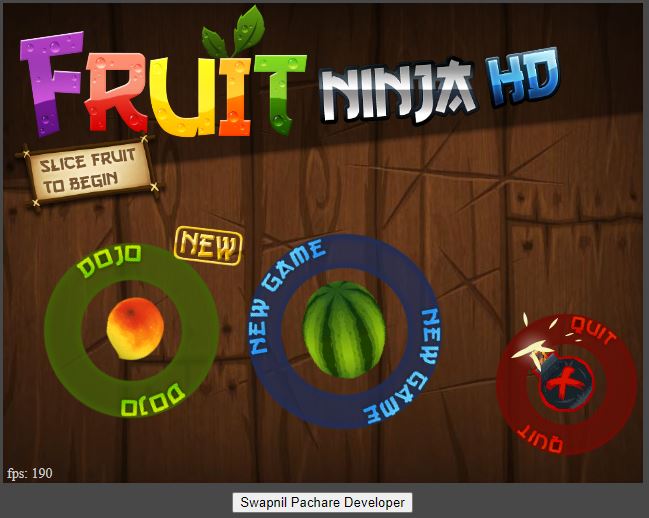 FRUIT NINJA HD
SLICE FRUIT
TO BEGIN
NEW
DOJO
DOJO
NEW GAME
NEW GAME
QUIT
QUIT
fps: 190
Swapnil Pachare Developer